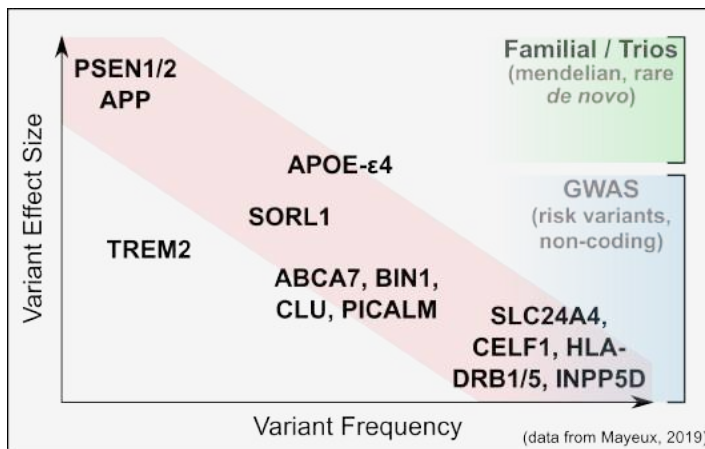 Familial / Trios
(mendelian, rare
de novo)
PSEN1/2
APP
APOE-ε4
GWAS
(risk variants,
non-coding)
SORL1
TREM2
ABCA7, BIN1,
CLU, PICALM
SLC24A4,
CELF1, HLA-
DRB1/5, INPP5D
Variant Effect Size
Variant Frequency
(data from Mayeux, 2019)